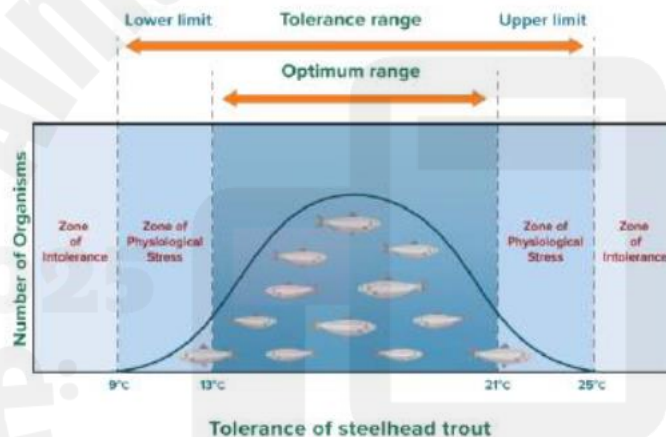 Lower limit Tolerance range Upper limit
Optimum range
Number of Organisms
Zone of Intolerance
Zone of Physiological Stress
Zone of Physiological Stress
Zone of Intolerance
9°c 13°c 21°c 25°c
Tolerance of steelhead trout